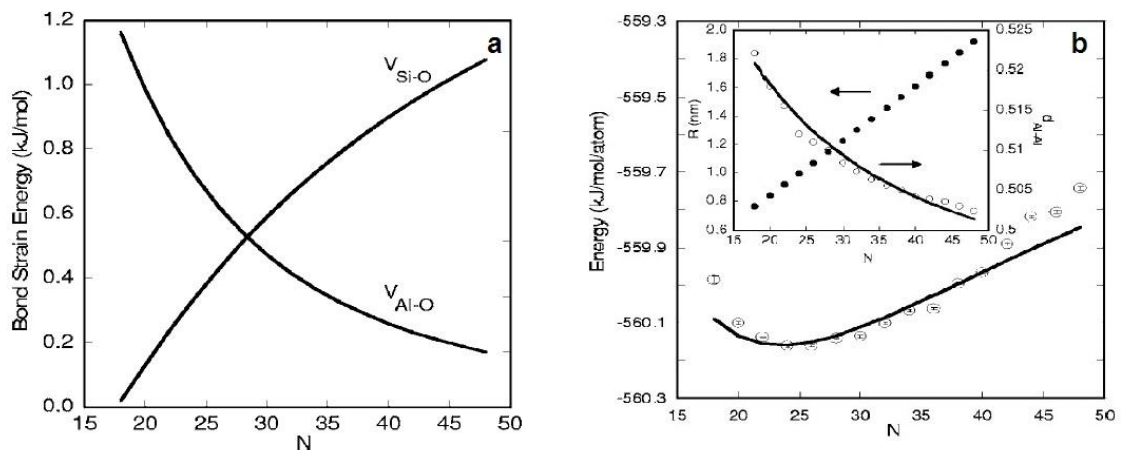 a
1.2
1.0
0.8
0.6
0.4
0.2
0.0
Bond Strain Energy (kJ/mol)
V Si-O
V Al-O
15 20 25 30 35 40 45 50
N
b
-559.3
-559.5
-559.7
-559.9
-560.1
-560.3
Energy (kJ/mol/atom)
2.0
1.8
1.6
1.4
1.2
1.0
0.8
0.6
R (nm)
0.525
0.52
0.515
0.51
0.505
0.5
d Al-Al
15 20 25 30 35 40 45 50
N
15 20 25 30 35 40 45 50
N